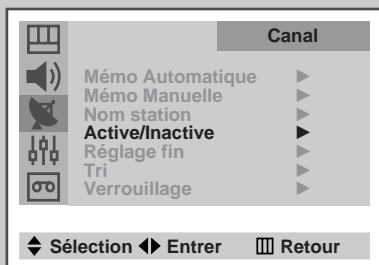 Canal
Mémo Automatique
Mémo Manuelle
Nom station
Active/Inactive
Réglage fin
Tri
Verrouillage
Sélection Entrer Retour